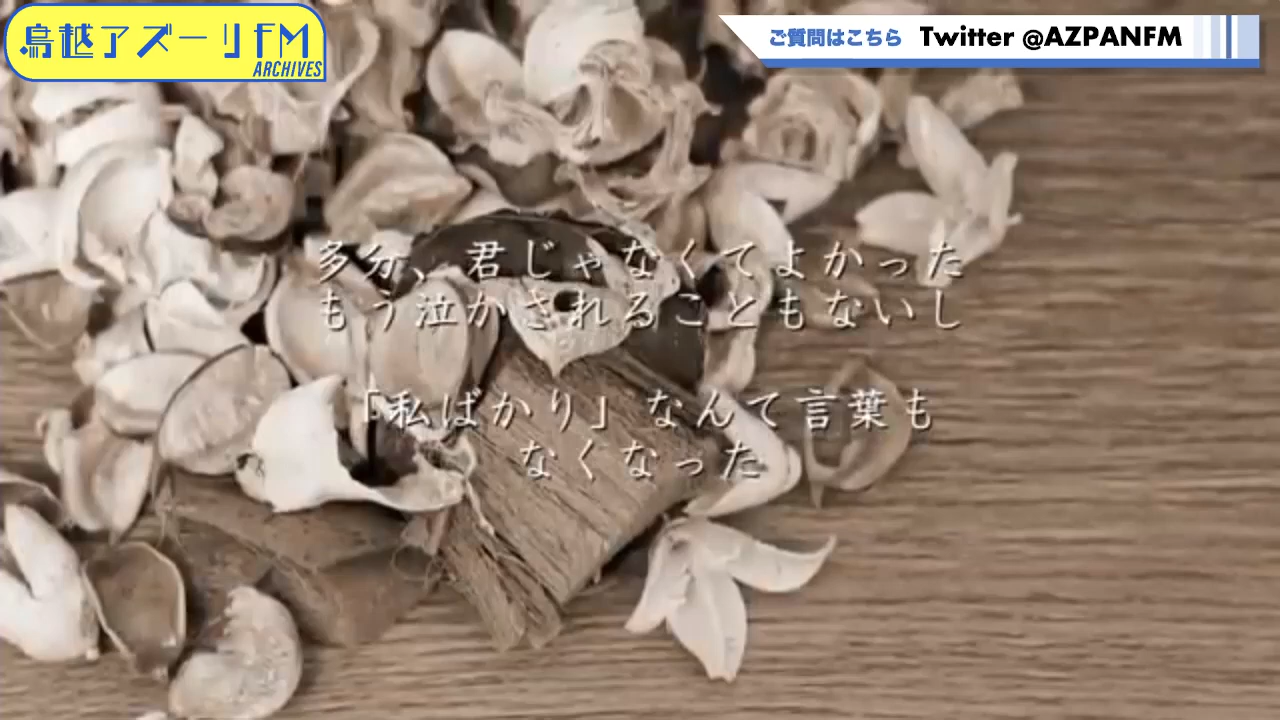 鳥越アズーリFM
ARCHIVES
ご質問はこちら Twitter @AZPANFM
多分、君じゃなくてよかった
もう泣かされることもないし
「私ばかり」なんて言葉も
なくなった